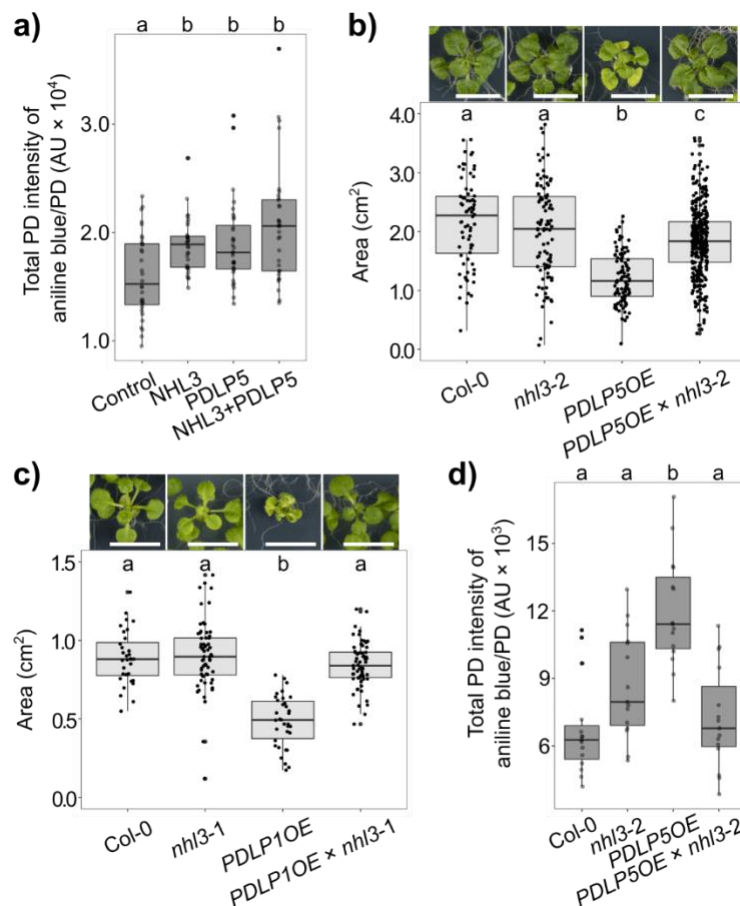 a)
a b b b
Total PD intensity of
aniline blue/PD (AU × 10⁴)
3.0
2.0
1.0
Control
NHL3
PDLP5
NHL3+PDLP5
b)
a a b c
Area (cm²)
4.0
3.0
2.0
1.0
0.0
Col-0
nhl3-2
PDLP5OE
PDLP5OE × nhl3-2
c)
a a b a
Area (cm²)
1.5
1.0
0.5
0.0
Col-0
nhl3-1
PDLP1OE
PDLP1OE × nhl3-1
d)
a a b a
Total PD intensity of
aniline blue/PD (AU × 10³)
15
12
9
6
Col-0
nhl3-2
PDLP5OE
PDLP5OE × nhl3-2